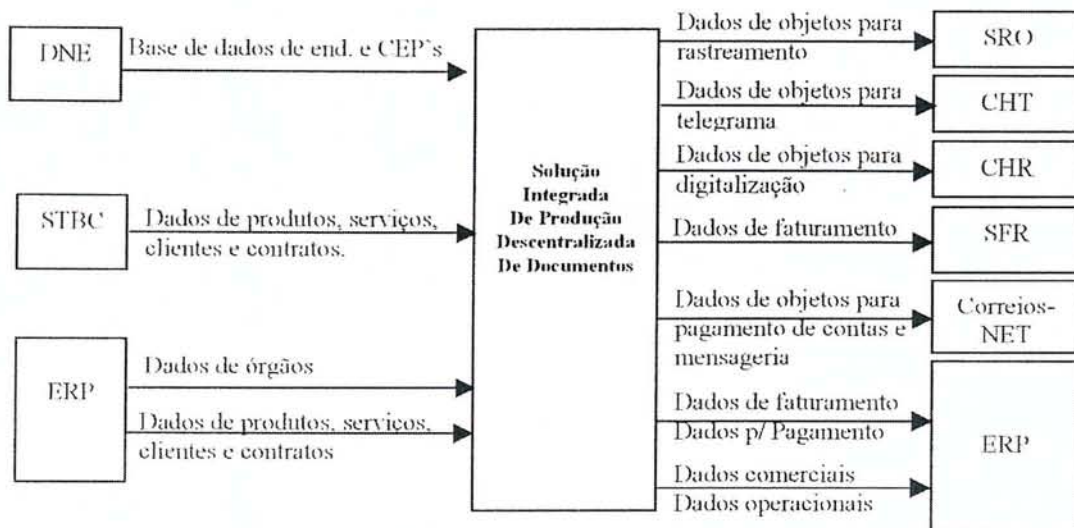 DNE
Base de dados de end. e CEP`s
STBC
Dados de produtos, serviços,
clientes e contratos.
ERP
Dados de órgãos
Dados de produtos, serviços,
clientes e contratos
Solução
Integrada
De Produção
Descentralizada
De Documentos
Dados de objetos para
rastreamento
SRO
Dados de objetos para
telegrama
CHT
Dados de objetos para
digitalização
CHR
Dados de faturamento
SFR
Dados de objetos para
pagamento de contas e
mensageria
Correios-
NET
Dados de faturamento
Dados p/ Pagamento
Dados comerciais
Dados operacionais
ERP